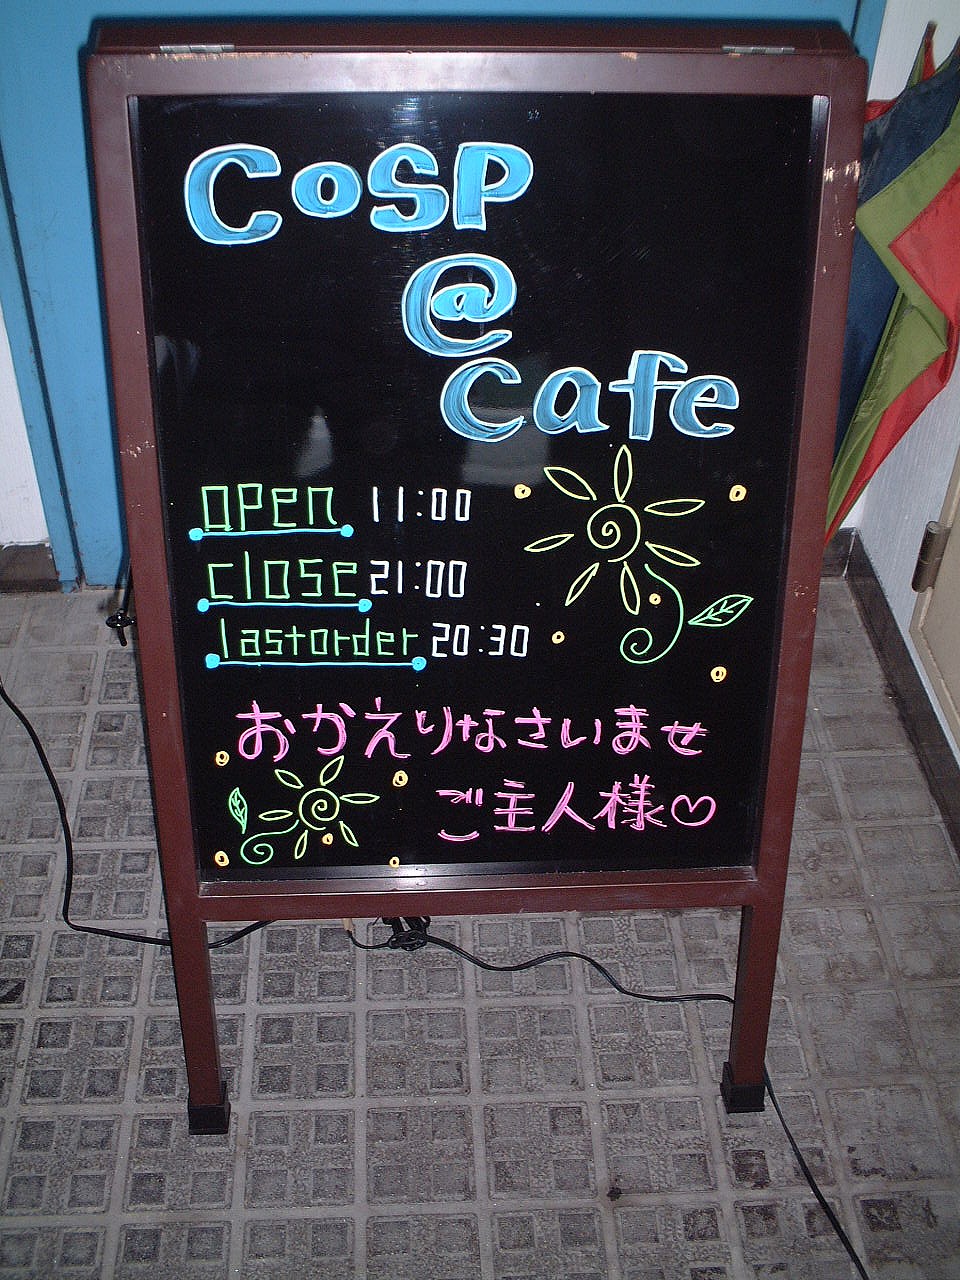 CoSP
@
Cafe
open 11:00
close 21:00
lastorder 20:30
おかえりなさいませ
ご主人様♡